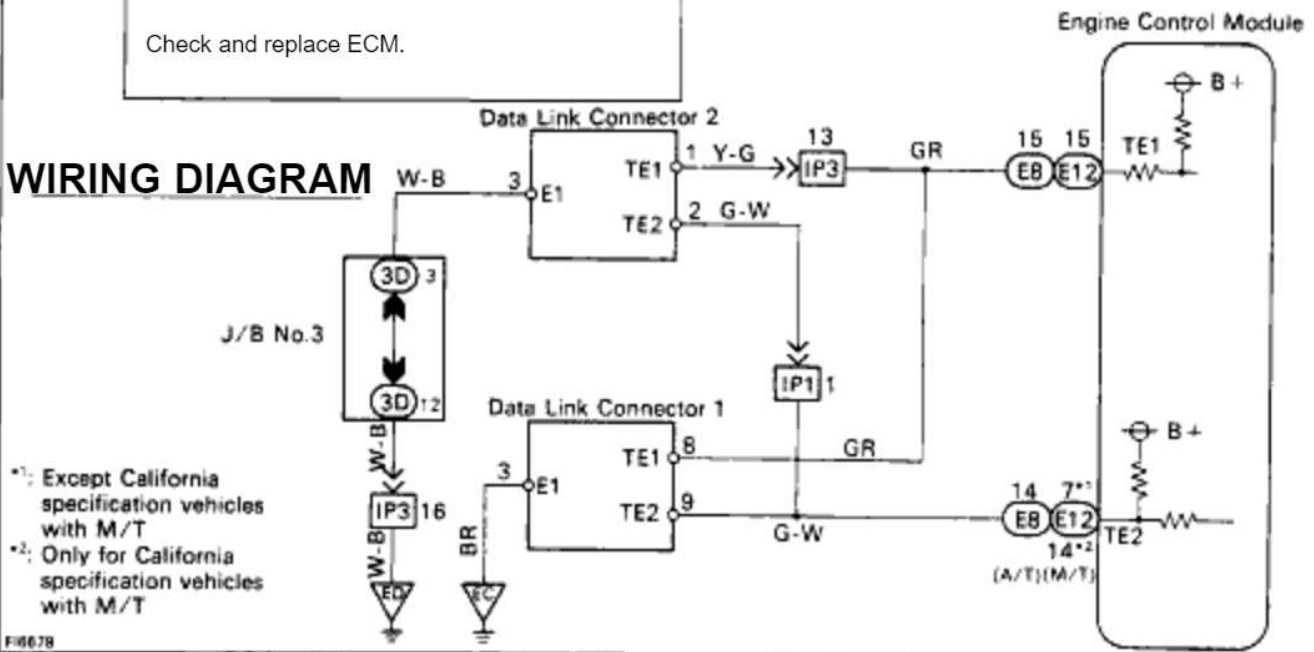 Check and replace ECM.
Engine Control Module
WIRING DIAGRAM
Data Link Connector 2
W-B
3
E1
TE1
1
Y-G
13
IP3
GR
15
15
E8
E12
TE1
B+
TE2
2
G-W
J/B No.3
3D
3
3D
12
W-B
IP3
16
W-B
ED
IP1
1
Data Link Connector 1
3
E1
BR
EC
TE1
8
GR
TE2
9
G-W
14
7*1
E8
E12
TE2
14*2
(A/T)(M/T)
B+
*1: Except California
specification vehicles
with M/T
*2: Only for California
specification vehicles
with M/T
FI6678